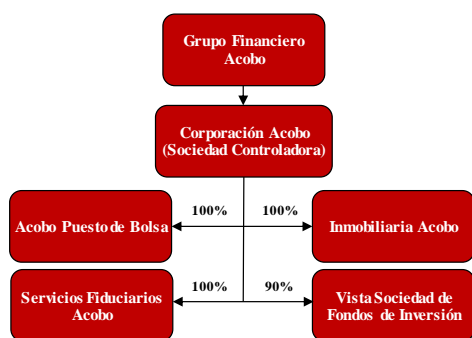 Grupo Financiero
Acobo
Corporación Acobo
(Sociedad Controladora)
100%
100%
Acobo Puesto de Bolsa
Inmobiliaria Acobo
100%
90%
Servicios Fiduciarios
Acobo
Vista Sociedad de
Fondos de Inversión